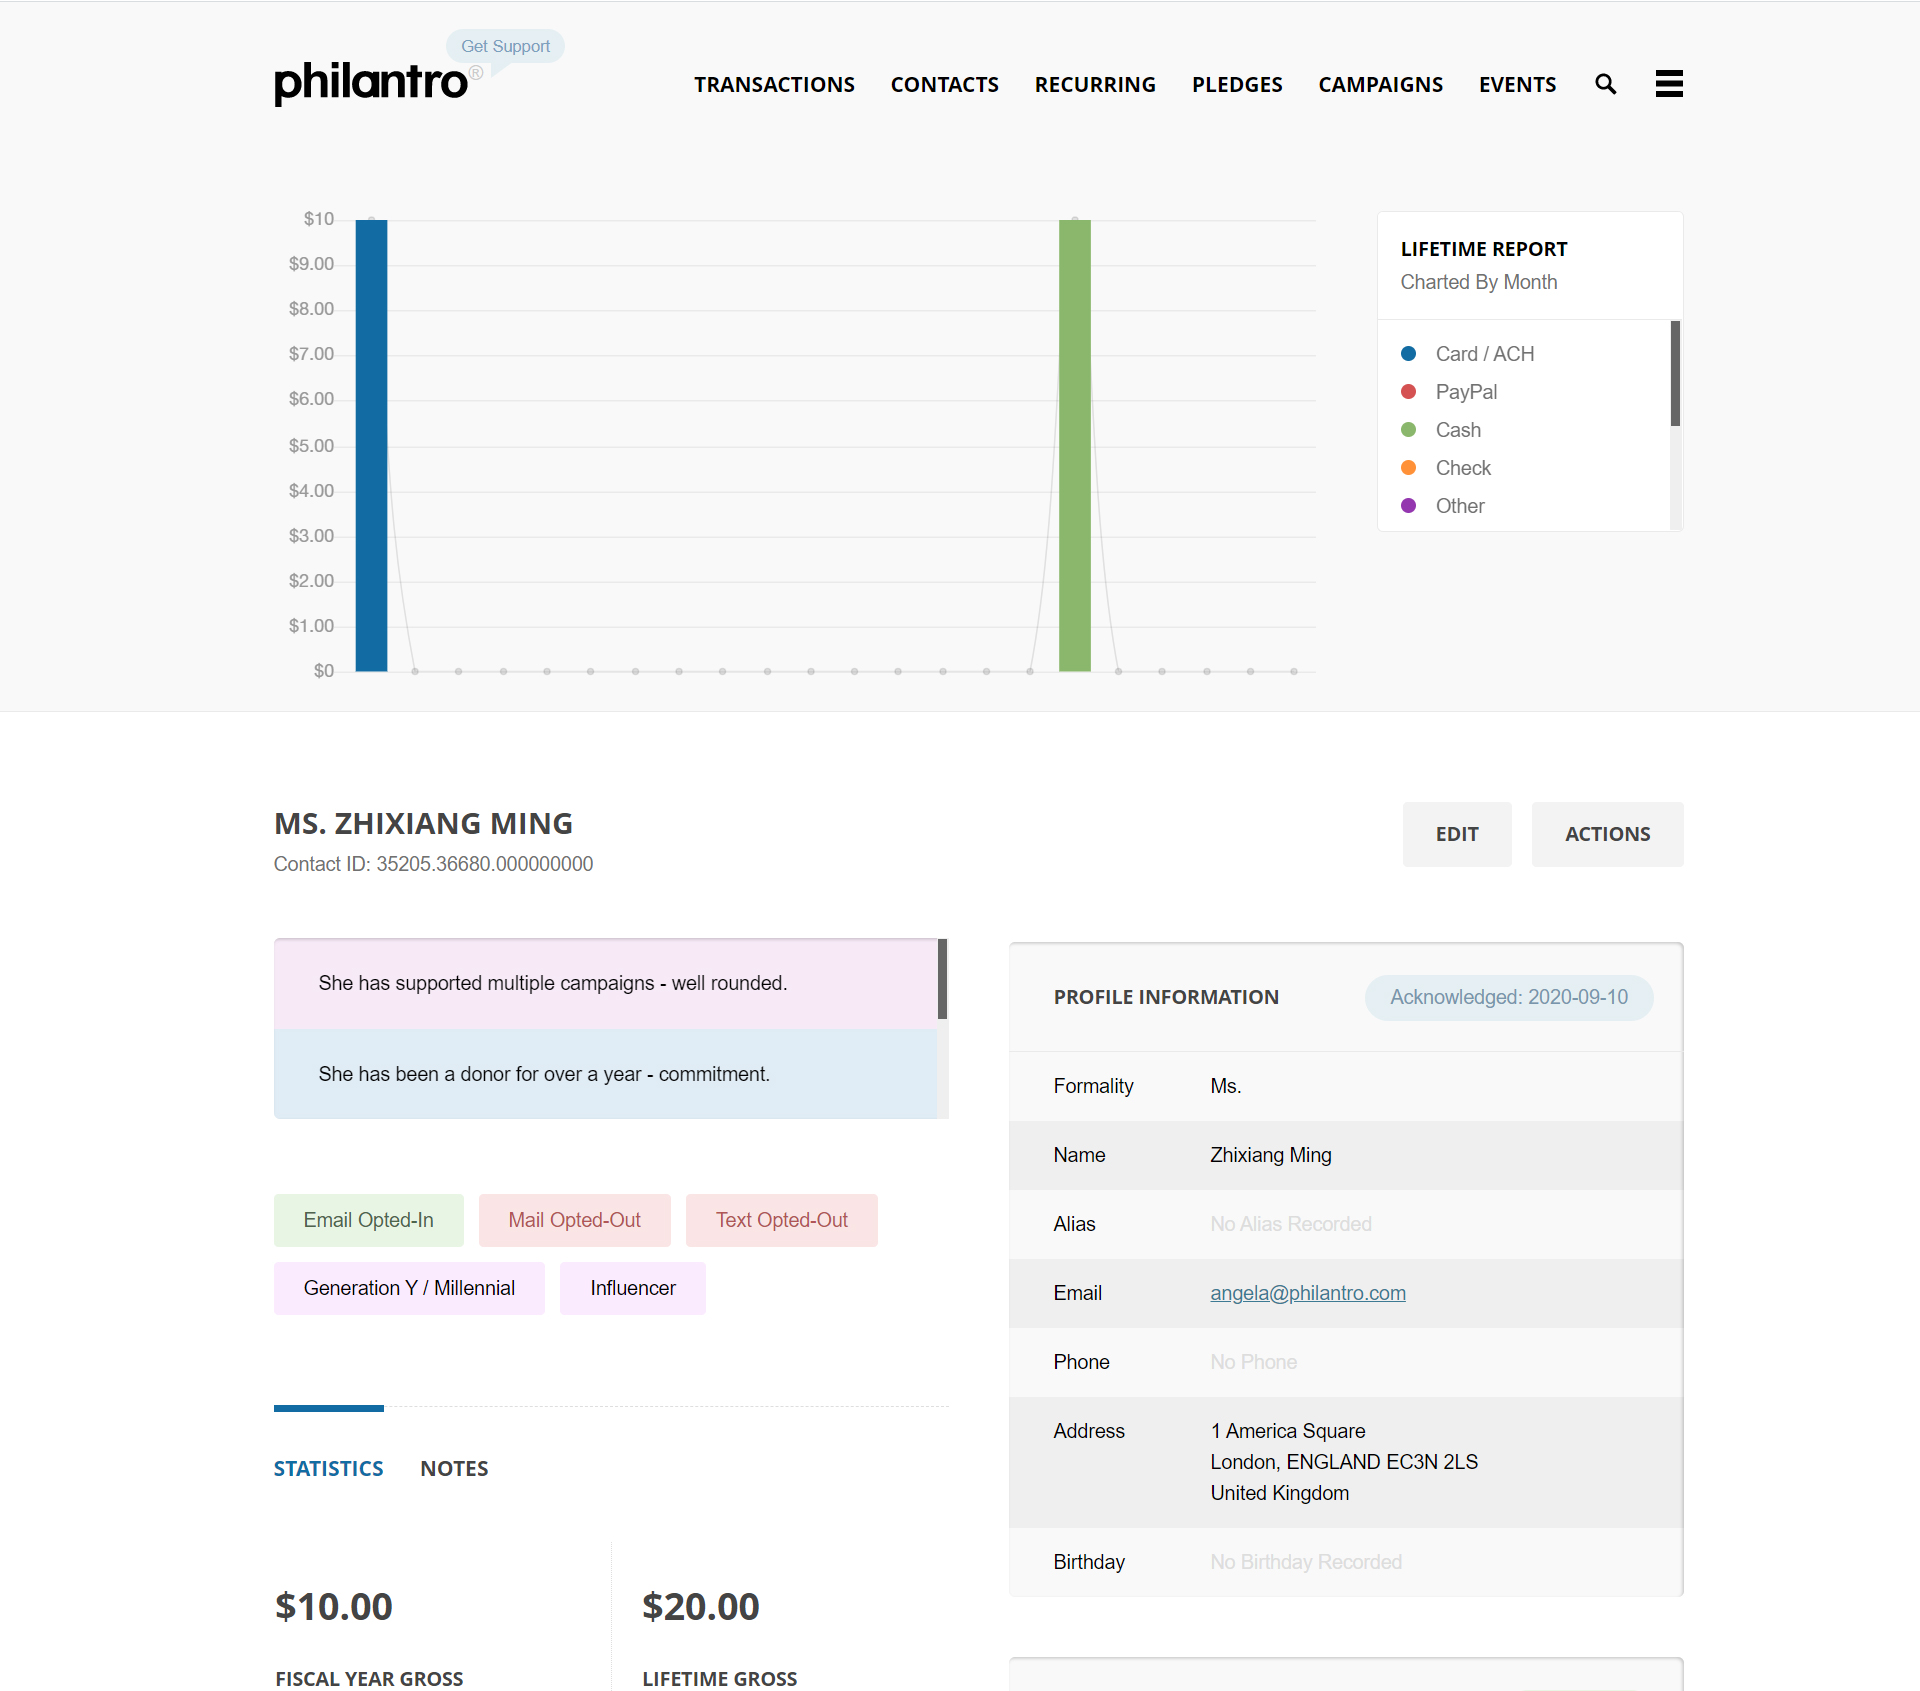 Get Support
philantro®
TRANSACTIONS CONTACTS RECURRING PLEDGES CAMPAIGNS EVENTS
$10
$9.00
$8.00
$7.00
$6.00
$5.00
$4.00
$3.00
$2.00
$1.00
$0
LIFETIME REPORT
Charted By Month
Card / ACH
PayPal
Cash
Check
Other
MS. ZHIXIANG MING
Contact ID: 35205.36680.000000000
EDIT ACTIONS
She has supported multiple campaigns - well rounded.
She has been a donor for over a year - commitment.
Email Opted-In Mail Opted-Out Text Opted-Out
Generation Y / Millennial Influencer
STATISTICS NOTES
$10.00 $20.00
FISCAL YEAR GROSS LIFETIME GROSS
PROFILE INFORMATION Acknowledged: 2020-09-10
Formality Ms.
Name Zhixiang Ming
Alias No Alias Recorded
Email angela@philantro.com
Phone No Phone
Address 1 America Square
London, ENGLAND EC3N 2LS
United Kingdom
Birthday No Birthday Recorded